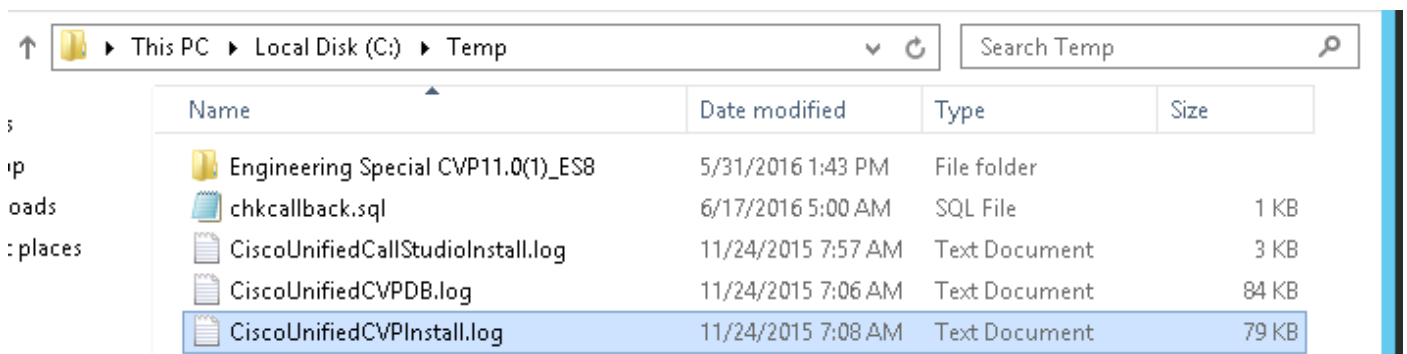 This PC Local Disk (C:) Temp Search Temp
Name Date modified Type Size
Engineering Special CVP11.0(1)_ES8 5/31/2016 1:43 PM File folder
chkcallback.sql 6/17/2016 5:00 AM SQL File 1 KB
oads CiscoUnifiedCallStudioInstall.log 11/24/2015 7:57 AM Text Document 3 KB
places CiscoUnifiedCVPDB.log 11/24/2015 7:06 AM Text Document 84 KB
CiscoUnifiedCVPInstall.log 11/24/2015 7:08 AM Text Document 79 KB